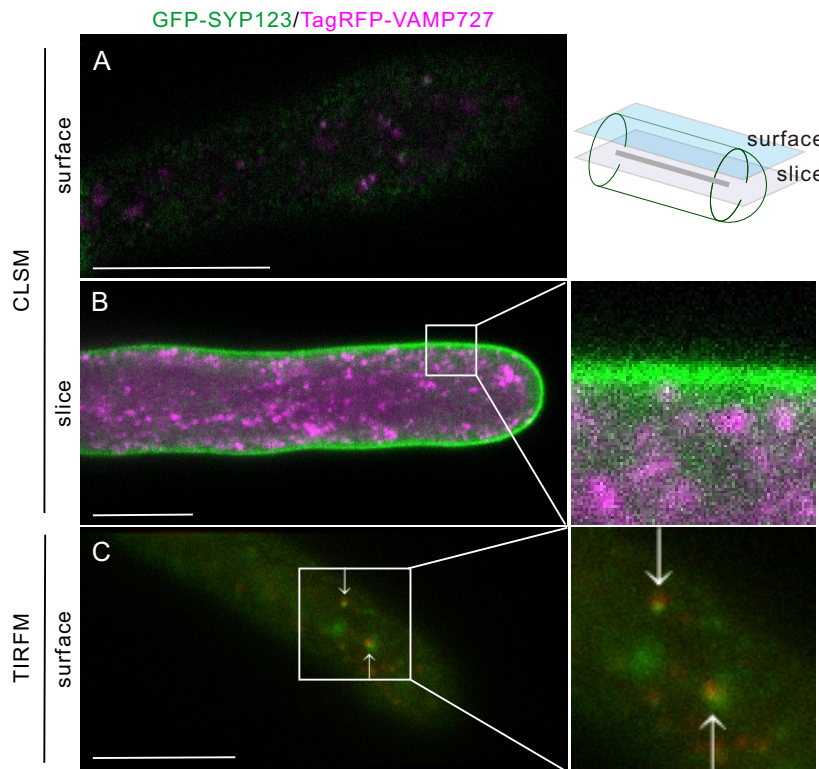 GFP-SYP123/TagRFP-VAMP727
CLSM
surface
A
surface
slice
slice
B
TIRFM
surface
C